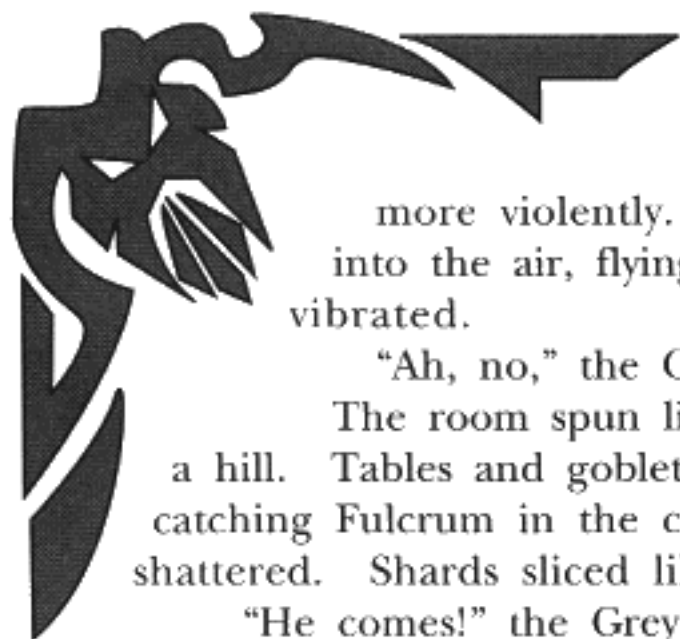 more violently.
into the air, flying
vibrated.
“Ah, no,” the
The room spun
a hill. Tables and goblet
catching Fulcrum in the
shattered. Shards sliced
“He comes!” the Grey